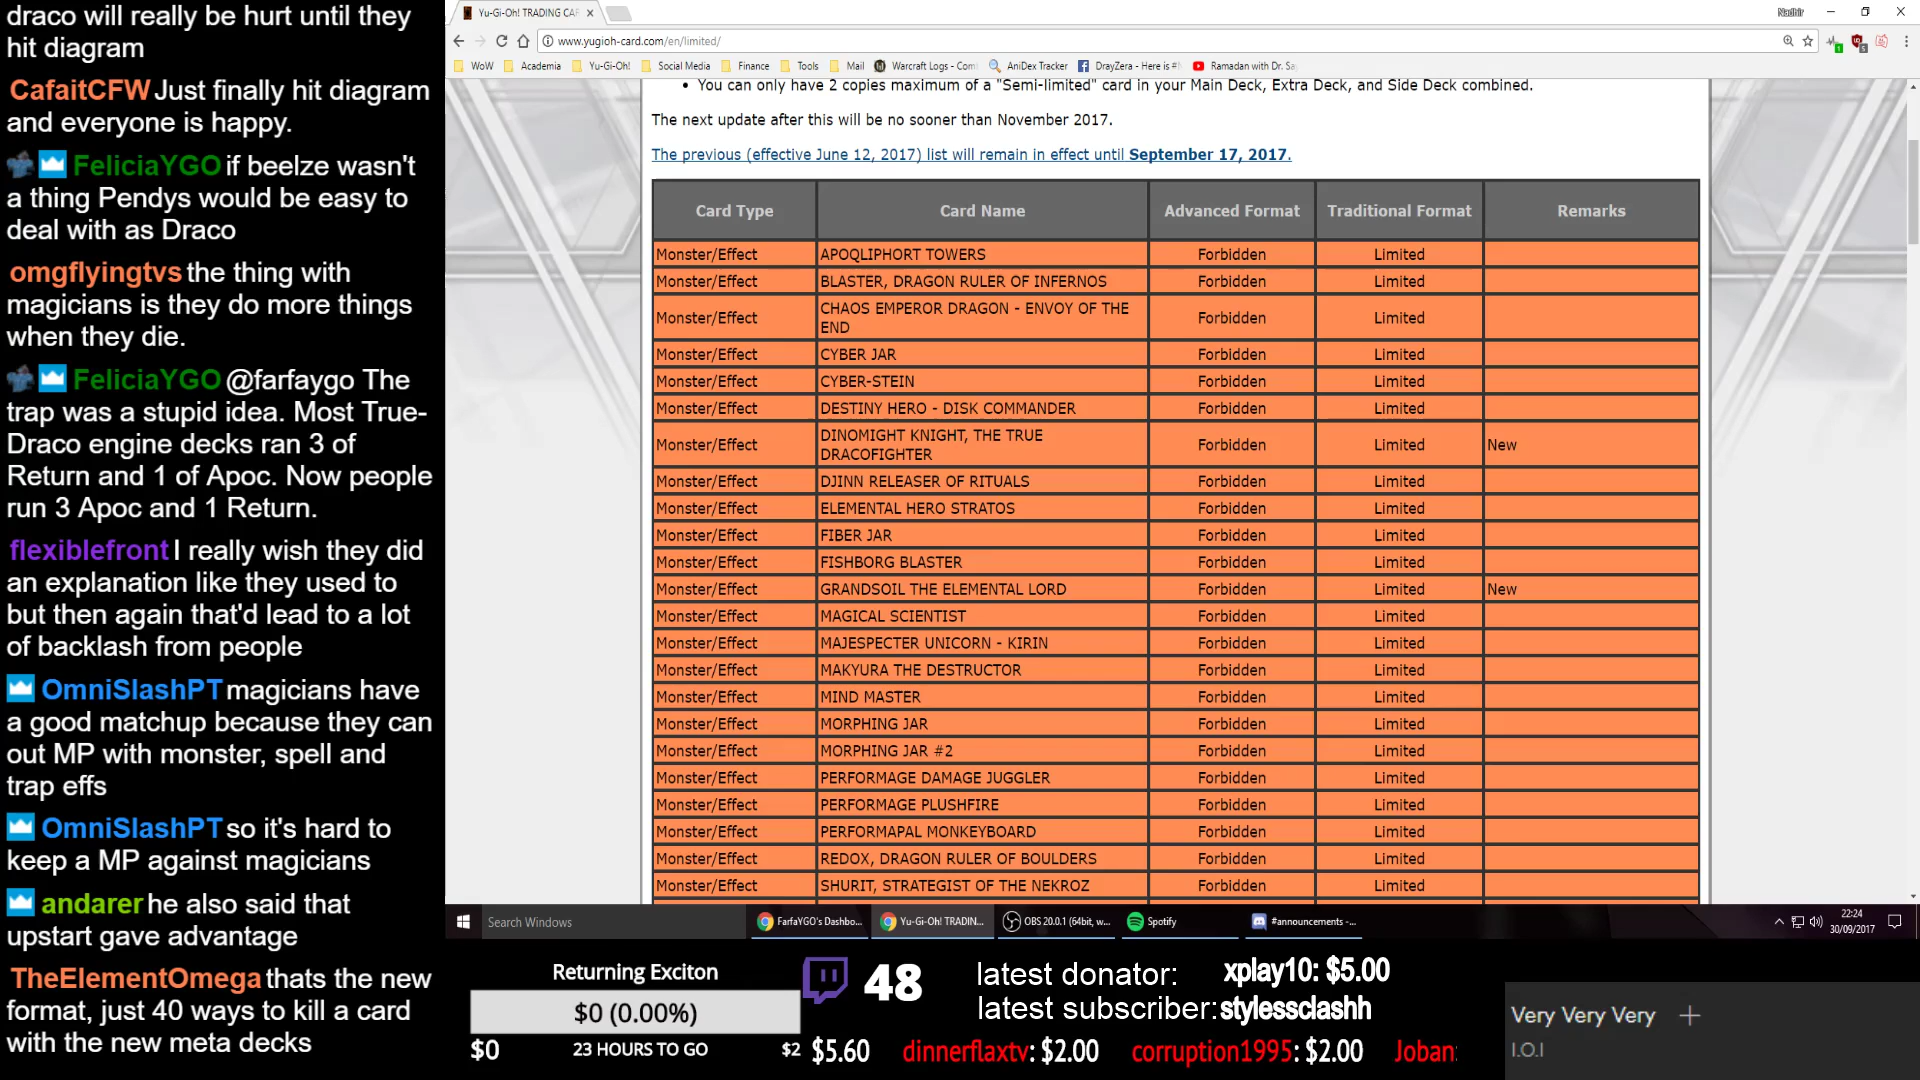 draco will really be hurt until they
hit diagram
CafaitCFW Just finally hit diagram
and everyone is happy.
FeliciaYGO if beelze wasn't
a thing Pendys would be easy to
deal with as Draco
omgflyingtvs the thing with
magicians is they do more things
when they die.
FeliciaYGO @farfaygo The
trap was a stupid idea. Most True-
Draco engine decks ran 3 of
Return and 1 of Apoc. Now people
run 3 Apoc and 1 Return.
flexiblefront I really wish they did
an explanation like they used to
but then again that'd lead to a lot
of backlash from people
OmniSlashPT magicians have
a good matchup because they can
out MP with monster, spell and
trap effs
OmniSlashPT so it's hard to
keep a MP against magicians
andarer he also said that
upstart gave advantage
TheElementOmega thats the new
format, just 40 ways to kill a card
with the new meta decks
Yu-Gi-Oh! TRADING CAR
Nadhir
www.yugioh-card.com/en/limited/
WoW Academia Yu-Gi-Oh! Social Media Finance Tools Mail Warcraft Logs - Com AniDex Tracker DrayZera - Here is #N Ramadan with Dr. Sa
• You can only have 2 copies maximum of a "Semi-limited" card in your Main Deck, Extra Deck, and Side Deck combined.
The next update after this will be no sooner than November 2017.
The previous (effective June 12, 2017) list will remain in effect until September 17, 2017.
Card Type Card Name Advanced Format Traditional Format Remarks
Monster/Effect APOQLIPHORT TOWERS Forbidden Limited
Monster/Effect BLASTER, DRAGON RULER OF INFERNOS Forbidden Limited
Monster/Effect CHAOS EMPEROR DRAGON - ENVOY OF THE
END Forbidden Limited
Monster/Effect CYBER JAR Forbidden Limited
Monster/Effect CYBER-STEIN Forbidden Limited
Monster/Effect DESTINY HERO - DISK COMMANDER Forbidden Limited
Monster/Effect DINOMIGHT KNIGHT, THE TRUE
DRACOFIGHTER Forbidden Limited New
Monster/Effect DJINN RELEASER OF RITUALS Forbidden Limited
Monster/Effect ELEMENTAL HERO STRATOS Forbidden Limited
Monster/Effect FIBER JAR Forbidden Limited
Monster/Effect FISHBORG BLASTER Forbidden Limited
Monster/Effect GRANDSOIL THE ELEMENTAL LORD Forbidden Limited New
Monster/Effect MAGICAL SCIENTIST Forbidden Limited
Monster/Effect MAJESPECTER UNICORN - KIRIN Forbidden Limited
Monster/Effect MAKYURA THE DESTRUCTOR Forbidden Limited
Monster/Effect MIND MASTER Forbidden Limited
Monster/Effect MORPHING JAR Forbidden Limited
Monster/Effect MORPHING JAR #2 Forbidden Limited
Monster/Effect PERFORMAGE DAMAGE JUGGLER Forbidden Limited
Monster/Effect PERFORMAGE PLUSHFIRE Forbidden Limited
Monster/Effect PERFORMAPAL MONKEYBOARD Forbidden Limited
Monster/Effect REDOX, DRAGON RULER OF BOULDERS Forbidden Limited
Monster/Effect SHURIT, STRATEGIST OF THE NEKROZ Forbidden Limited
Search Windows FarfaYGO's Dashbo... Yu-Gi-Oh! TRADIN... OBS 20.0.1 (64bit, w... Spotify #announcements -...
22:24
30/09/2017
Returning Exciton
$0 (0.00%)
$0 23 HOURS TO GO $2
48
latest donator: xplay10: $5.00
latest subscriber: stylessclashh
$5.60 dinnerflaxtv: $2.00 corruption1995: $2.00 Joban:
Very Very Very
I.O.I